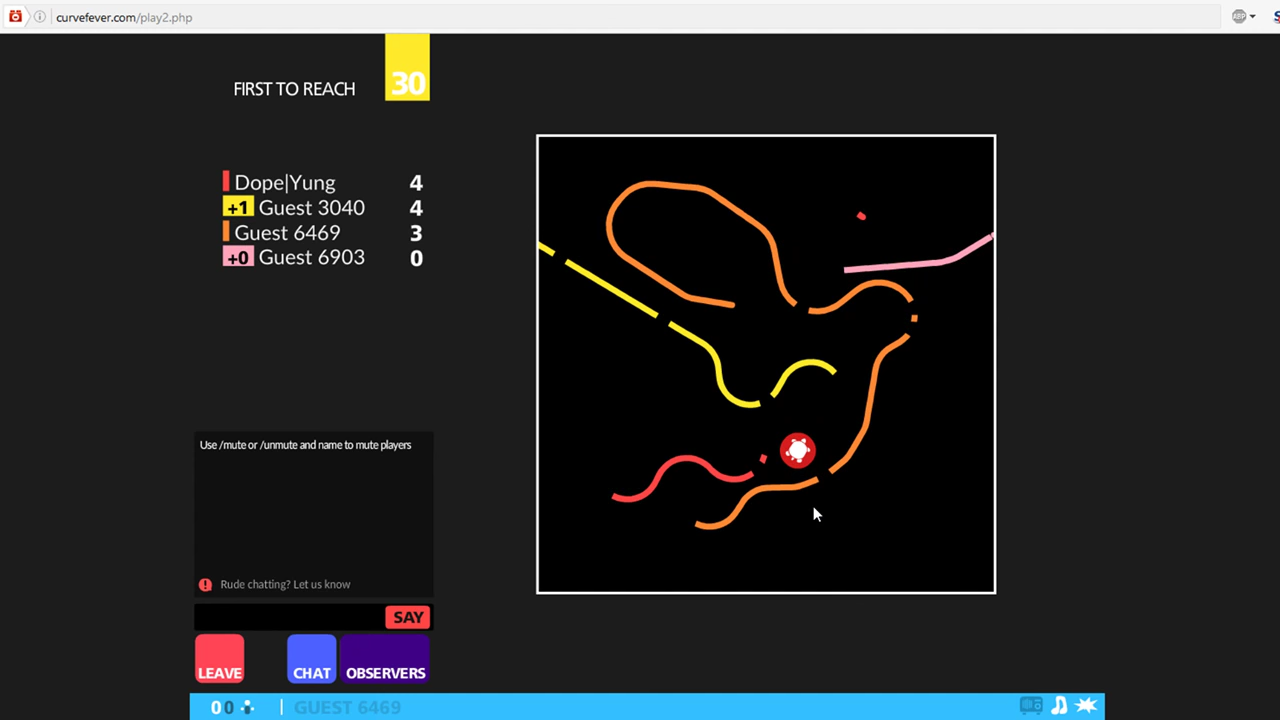 curvefever.com/play2.php
ABP
FIRST TO REACH 30
Dope|Yung 4
+1 Guest 3040 4
Guest 6469 3
+0 Guest 6903 0
Use /mute or /unmute and name to mute players
Rude chatting? Let us know
SAY
LEAVE CHAT OBSERVERS
00 | GUEST 6469